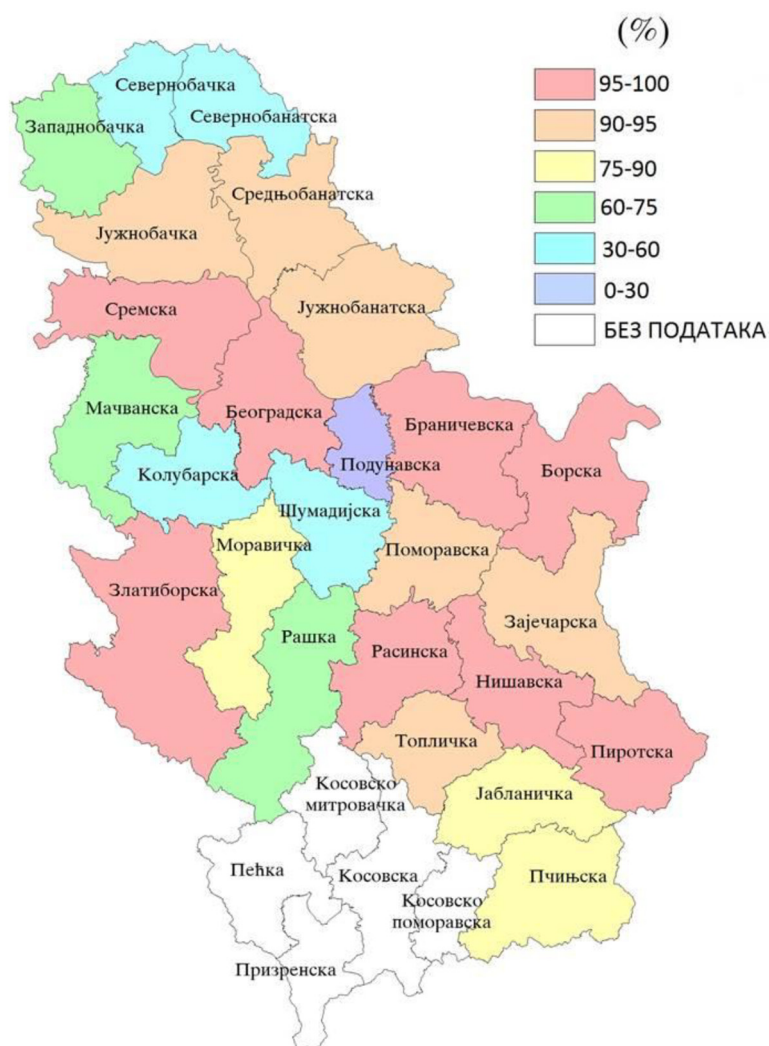 (%)
95-100
90-95
75-90
60-75
30-60
0-30
БЕЗ ПОДАТАКА
Севернобачка
Севернобанатска
Западнобачка
Средњобанатска
Јужнобачка
Сремска
Јужнобанатска
Мачванска
Београдска
Браничевска
Подунавска
Борска
Колубарска
Шумадијска
Моравичка
Поморавска
Златиборска
Зајечарска
Рашка
Расинска
Нишавска
Топличка
Пиротска
Косовско
митровачка
Јабланичка
Пећка
Косовска
Пчињска
Косовско
поморавска
Призренска